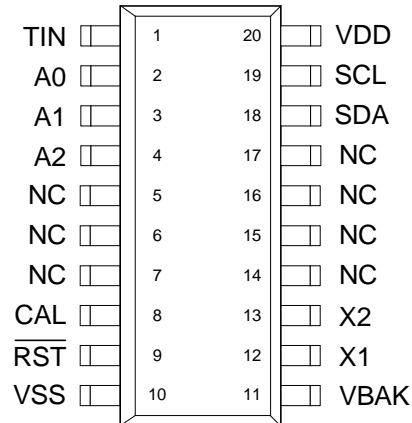 TIN 1 20 VDD
A0 2 19 SCL
A1 3 18 SDA
A2 4 17 NC
NC 5 16 NC
NC 6 15 NC
NC 7 14 NC
CAL 8 13 X2
RST 9 12 X1
VSS 10 11 VBAK